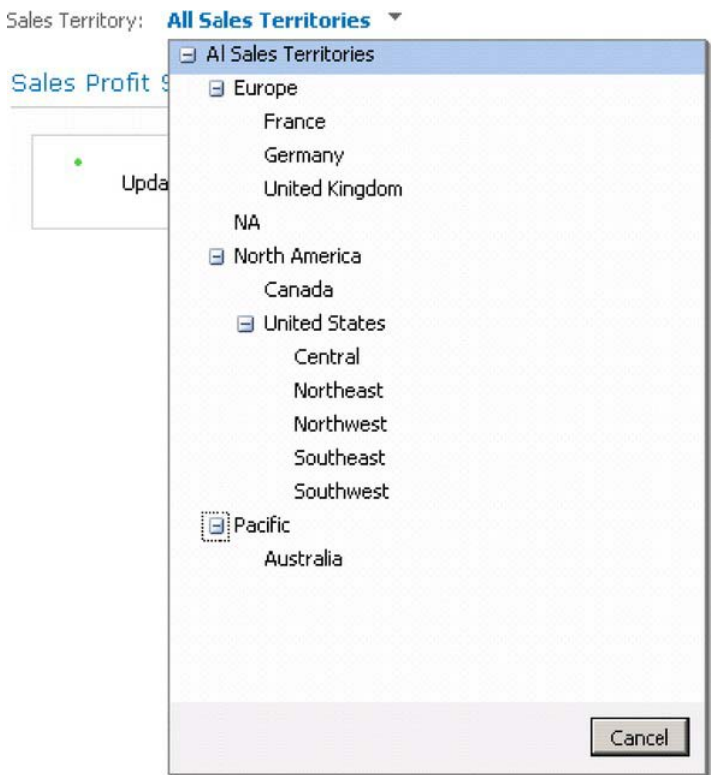 Sales Territory: All Sales Territories
Al Sales Territories
Sales Profit
Europe
France
Germany
Upda
United Kingdom
NA
North America
Canada
United States
Central
Northeast
Northwest
Southeast
Southwest
Pacific
Australia
Cancel